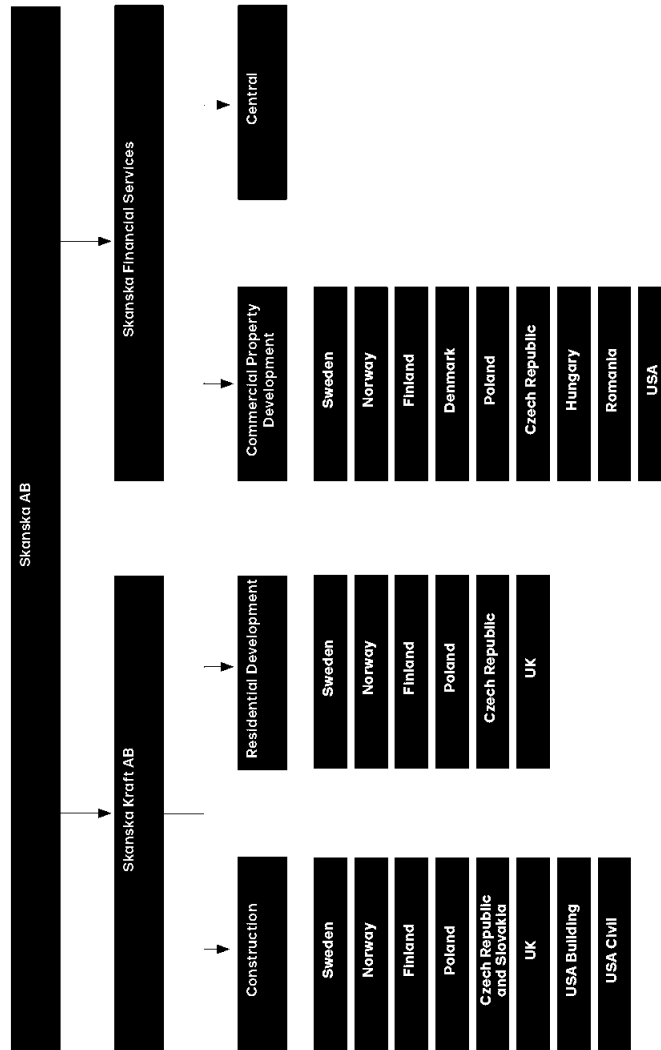 Skanska AB
Skanska Kraft AB
Skanska Financial Services
Construction
Residential Development
Commercial Property
Development
Central
Sweden
Norway
Finland
Poland
Czech Republic
and Slovakia
UK
USA Building
USA Civil
Sweden
Norway
Finland
Poland
Czech Republic
UK
Sweden
Norway
Finland
Denmark
Poland
Czech Republic
Hungary
Romania
USA